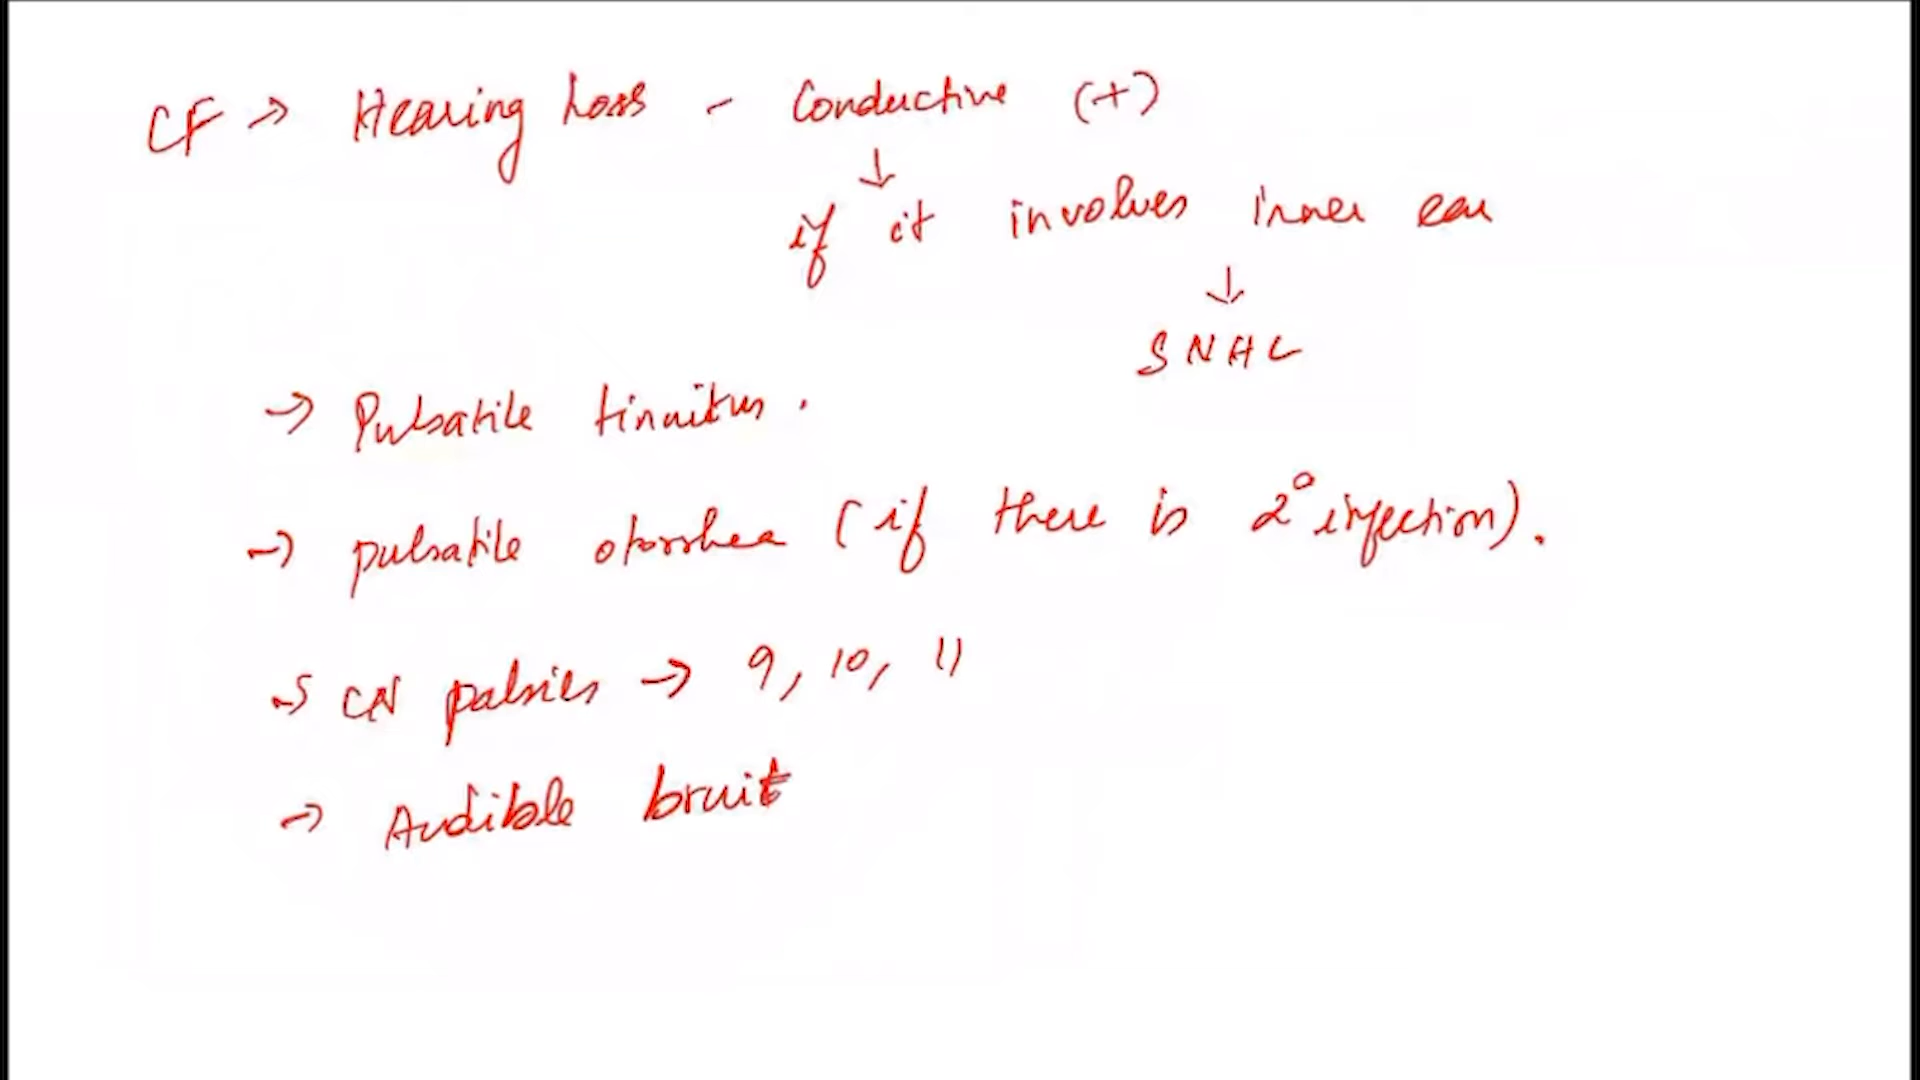 CF → Hearing Loss - Conductive (+)
↓
if it involves inner ear
↓
SNHL
→ Pulsatile tinnitus.
→ pulsatile otorrhea (if there is 2° infection).
→ CN palsies → 9, 10, 11
→ Audible bruit